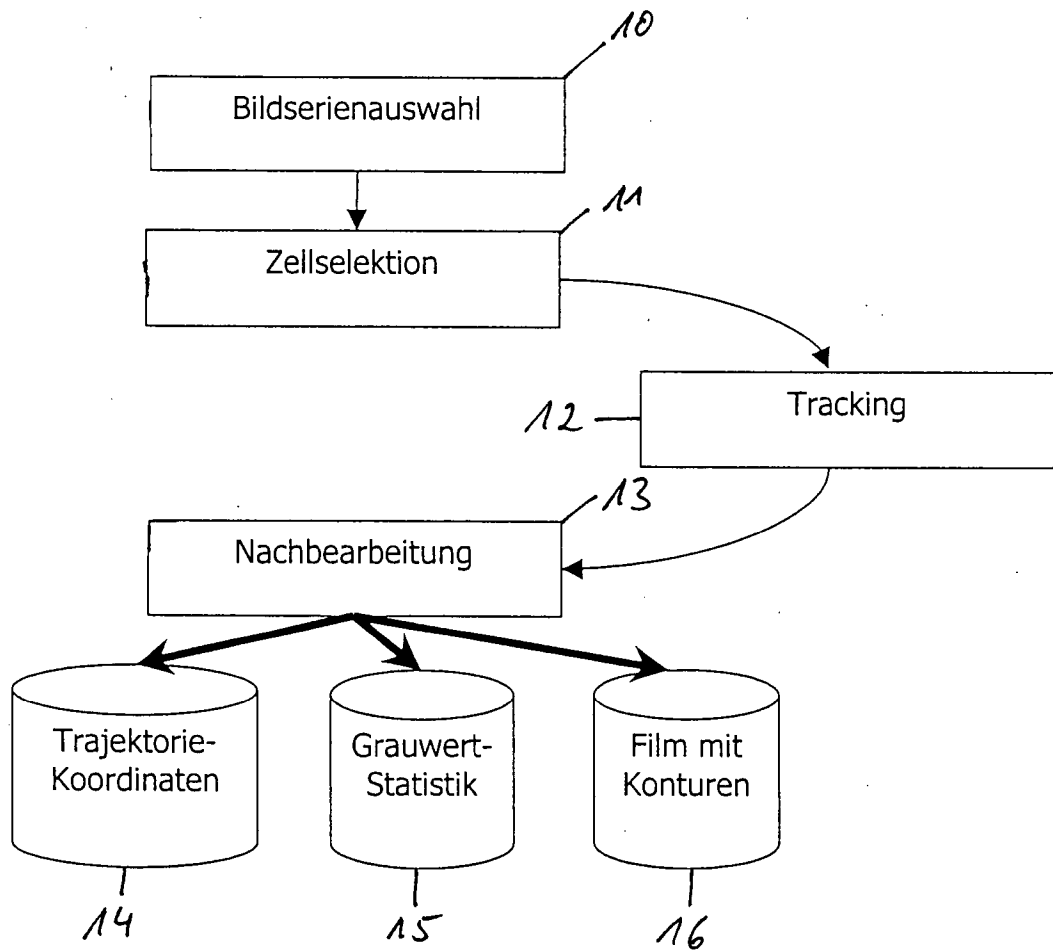 10
Bildserienauswahl
11
Zellselektion
12
Tracking
13
Nachbearbeitung
Trajektorie-
Koordinaten
Grauwert-
Statistik
Film mit
Konturen
14
15
16